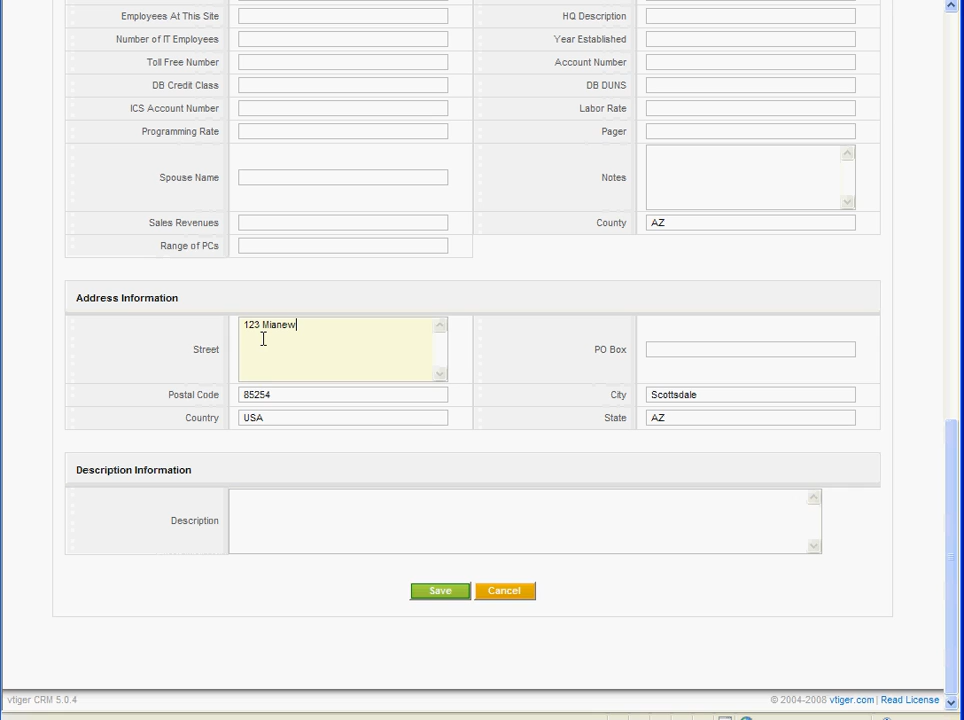 Employees At This Site
HQ Description
Number of IT Employees
Year Established
Toll Free Number
Account Number
DB Credit Class
DB DUNS
ICS Account Number
Labor Rate
Programming Rate
Pager
Spouse Name
Notes
Sales Revenues
County AZ
Range of PCs
Address Information
Street 123 Mianew
PO Box
Postal Code 85254
City Scottsdale
Country USA
State AZ
Description Information
Description
Save Cancel
vtiger CRM 5.0.4
© 2004-2008 vtiger.com | Read License